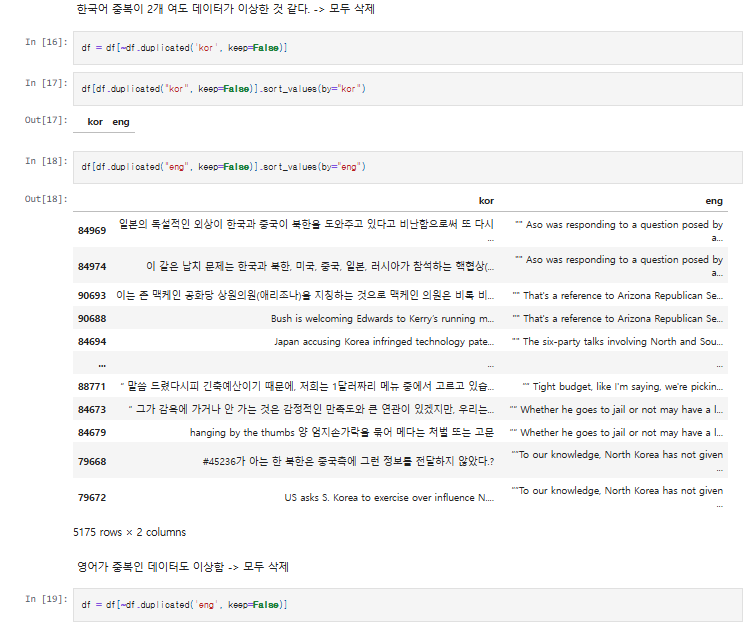 한국어 중복이 2개 여도 데이터가 이상한 것 같다. -> 모두 삭제
In [16]: df = df[~df.duplicated('kor', keep=False)]
In [17]: df[df.duplicated("kor", keep=False)].sort_values(by="kor")
Out[17]: kor eng
In [18]: df[df.duplicated("eng", keep=False)].sort_values(by="eng")
Out[18]: kor eng
84969 일본의 독설적인 외상이 한국과 중국이 북한을 도와주고 있다고 비난함으로써 또 다시... "" Aso was responding to a question posed by a...
84974 이 같은 납치 문제는 한국과 북한, 미국, 중국, 일본, 러시아가 참석하는 핵협상(... "" Aso was responding to a question posed by a...
90693 이는 존 맥케인 공화당 상원의원(애리조나)을 지칭하는 것으로 맥케인 의원은 비록 비... "" That's a reference to Arizona Republican Se...
90688 Bush is welcoming Edwards to Kerry's running m... "" That's a reference to Arizona Republican Se...
84694 Japan accusing Korea infringed technology pate... "" The six-party talks involving North and Sou...
... ... ...
88771 " 말씀 드렸다시피 긴축예산이기 때문에, 저희는 1달러짜리 메뉴 중에서 고르고 있습... "" Tight budget, like I'm saying, we're pickin...
84673 " 그가 감옥에 가거나 안 가는 것은 감정적인 만족도와 큰 연관이 있겠지만, 우리는... "" Whether he goes to jail or not may have a l...
84679 hanging by the thumbs 양 엄지손가락을 묶어 메다는 처벌 또는 고문 "" Whether he goes to jail or not may have a l...
79668 #45236가 아는 한 북한은 중국측에 그런 정보를 전달하지 않았다.? ""To our knowledge, North Korea has not given ...
79672 US asks S. Korea to exercise over influence N.... ""To our knowledge, North Korea has not given ...
5175 rows × 2 columns
영어가 중복인 데이터도 이상함 -> 모두 삭제
In [19]: df = df[~df.duplicated('eng', keep=False)]